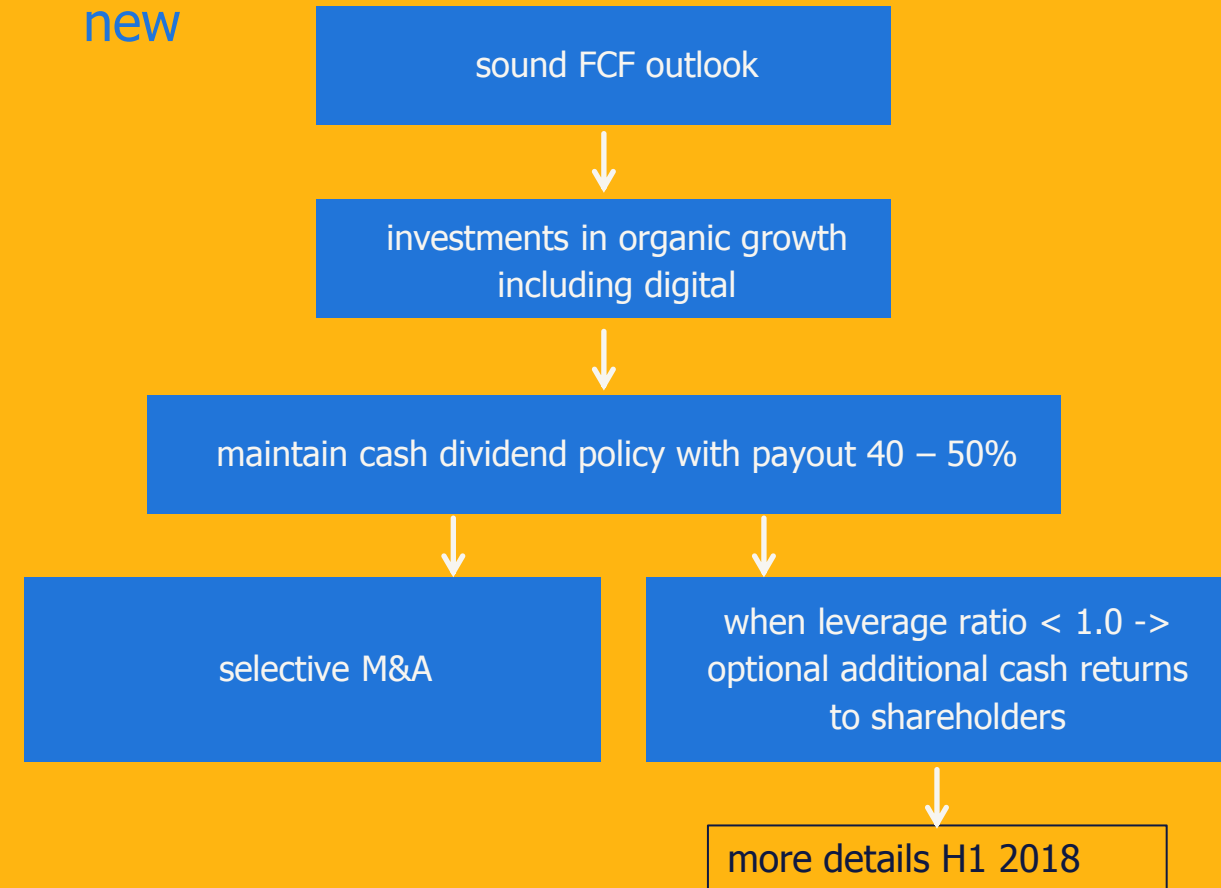 new
sound FCF outlook
investments in organic growth
including digital
maintain cash dividend policy with payout 40 – 50%
selective M&A
when leverage ratio < 1.0 ->
optional additional cash returns
to shareholders
more details H1 2018